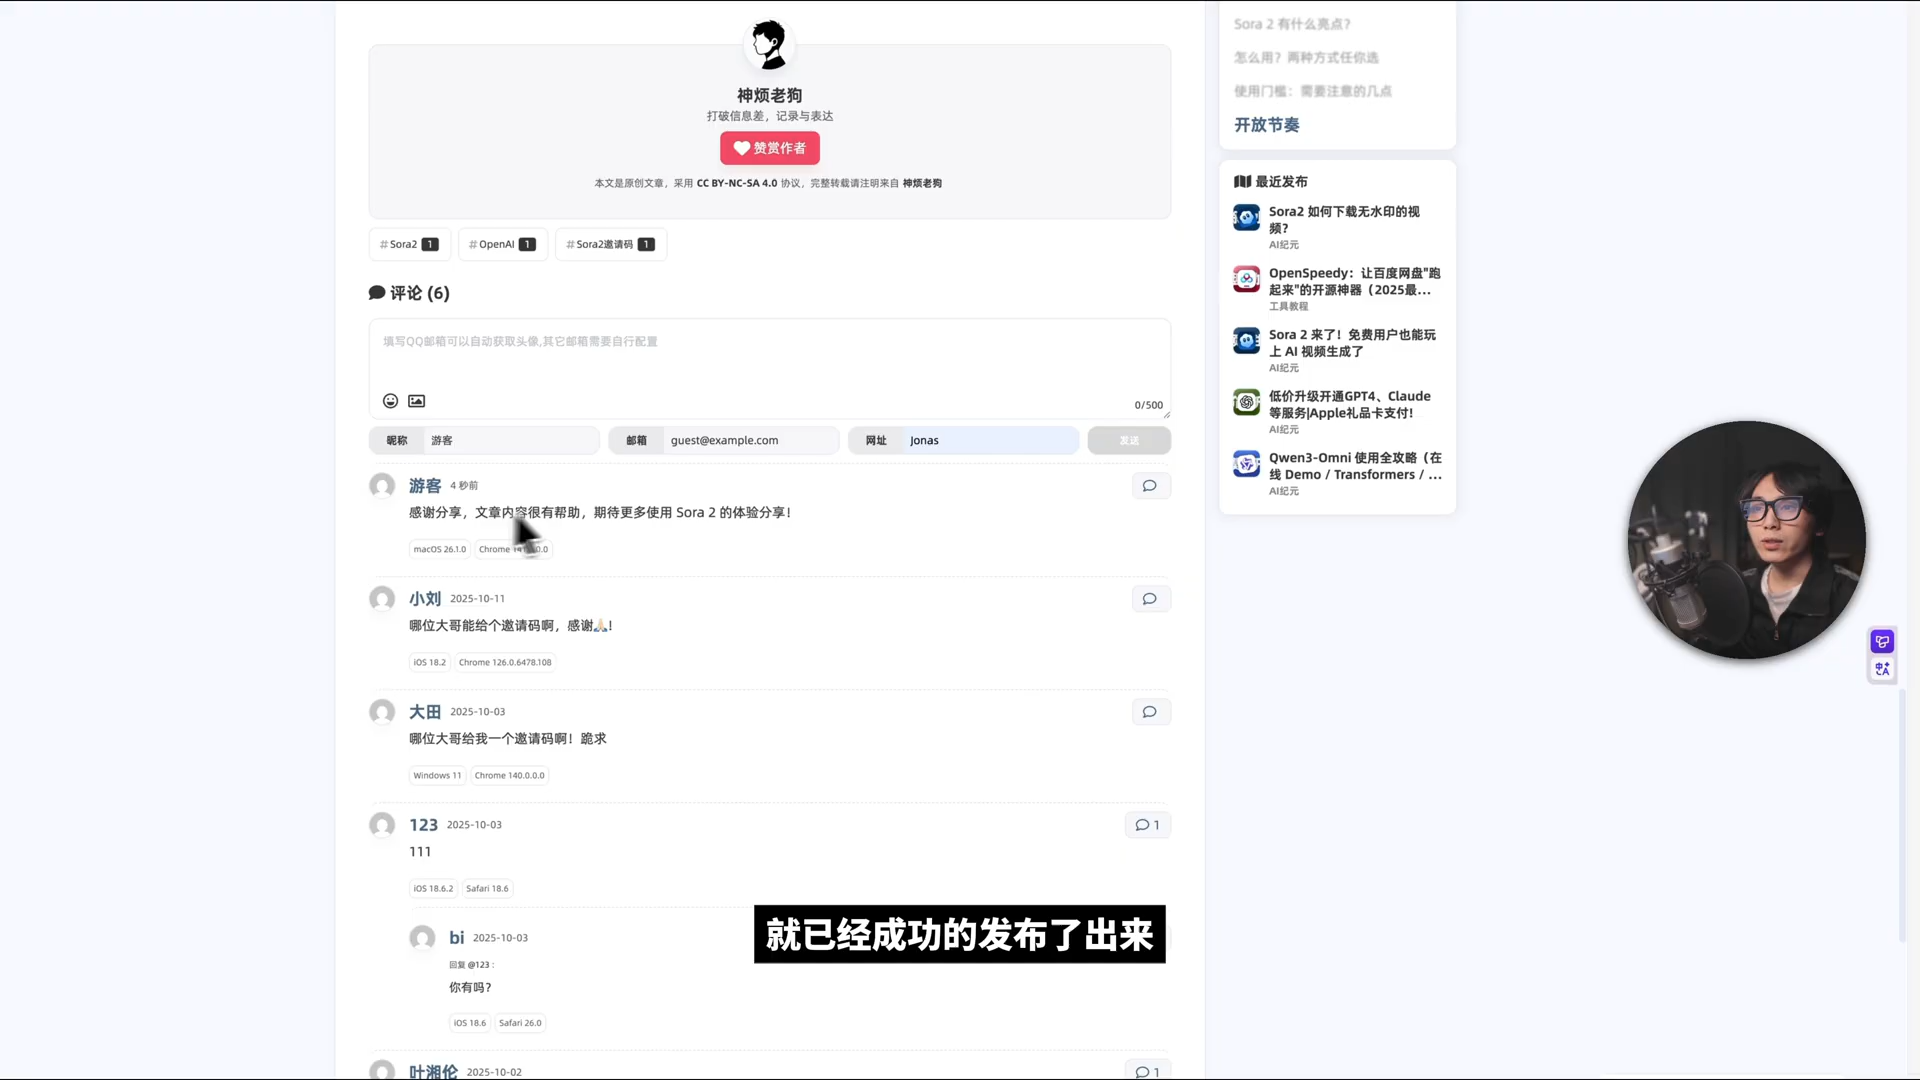 神烦老狗
打破信息差，记录与表达
赞赏作者
本文是原创文章，采用 CC BY-NC-SA 4.0 协议，完整转载请注明来自 神烦老狗
#Sora2 1 #OpenAI 1 #Sora2邀请码 1
评论 (6)
填写QQ邮箱可以自动获取头像,其它邮箱需要自行配置
0/500
昵称 游客 邮箱 guest@example.com 网址 Jonas 发送
游客 4 秒前
感谢分享，文章内容很有帮助，期待更多使用 Sora 2 的体验分享！
macOS 26.1.0 Chrome
小刘 2025-10-11
哪位大哥能给个邀请码啊，感谢🙏🏻！
iOS 18.2 Chrome 126.0.6478.108
大田 2025-10-03
哪位大哥给我一个邀请码啊！跪求
Windows 11 Chrome 140.0.0.0
123 2025-10-03 1
111
iOS 18.6.2 Safari 18.6
bi 2025-10-03
回复 @123 :
你有吗?
iOS 18.6 Safari 26.0
叶湘伦 2025-10-02 1
Sora 2 有什么亮点？
怎么用？两种方式任你选
使用门槛：需要注意的几点
开放节奏
最近发布
Sora2 如何下载无水印的视
频？
AI纪元
OpenSpeedy：让百度网盘"跑
起来"的开源神器（2025最...
工具教程
Sora 2 来了！免费用户也能玩
上 AI 视频生成了
AI纪元
低价升级开通GPT4、Claude
等服务|Apple礼品卡支付!
AI纪元
Qwen3-Omni 使用全攻略（在
线 Demo / Transformers / ...
AI纪元
就已经成功的发布了出来